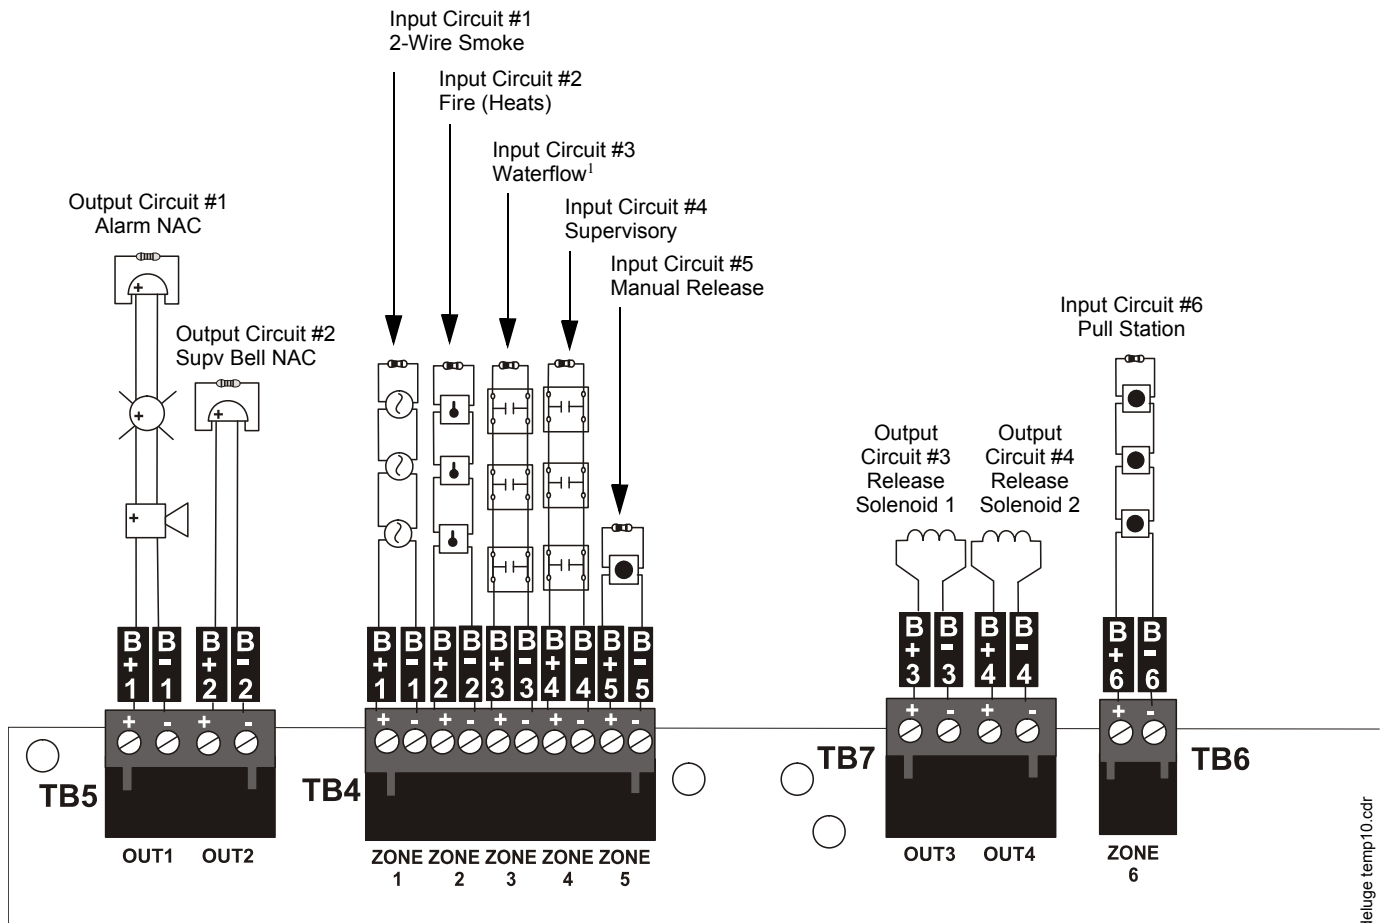 Input Circuit #1
2-Wire Smoke
Input Circuit #2
Fire (Heats)
Input Circuit #3
Waterflow1
Input Circuit #4
Supervisory
Input Circuit #5
Manual Release
Output Circuit #1
Alarm NAC
Output Circuit #2
Supv Bell NAC
Input Circuit #6
Pull Station
Output
Circuit #3
Release
Solenoid 1
Output
Circuit #4
Release
Solenoid 2
B+1
B-1
B+2
B-2
B+1
B-1
B+2
B-2
B+3
B-3
B+4
B-4
B+5
B-5
B+3
B-3
B+4
B-4
B+6
B-6
+ - + -
+ - + - + - + - + -
+ - + -
+ -
TB5
TB4
TB7
TB6
OUT1
OUT2
ZONE 1
ZONE 2
ZONE 3
ZONE 4
ZONE 5
OUT3
OUT4
ZONE
6
deluge temp10.cdr